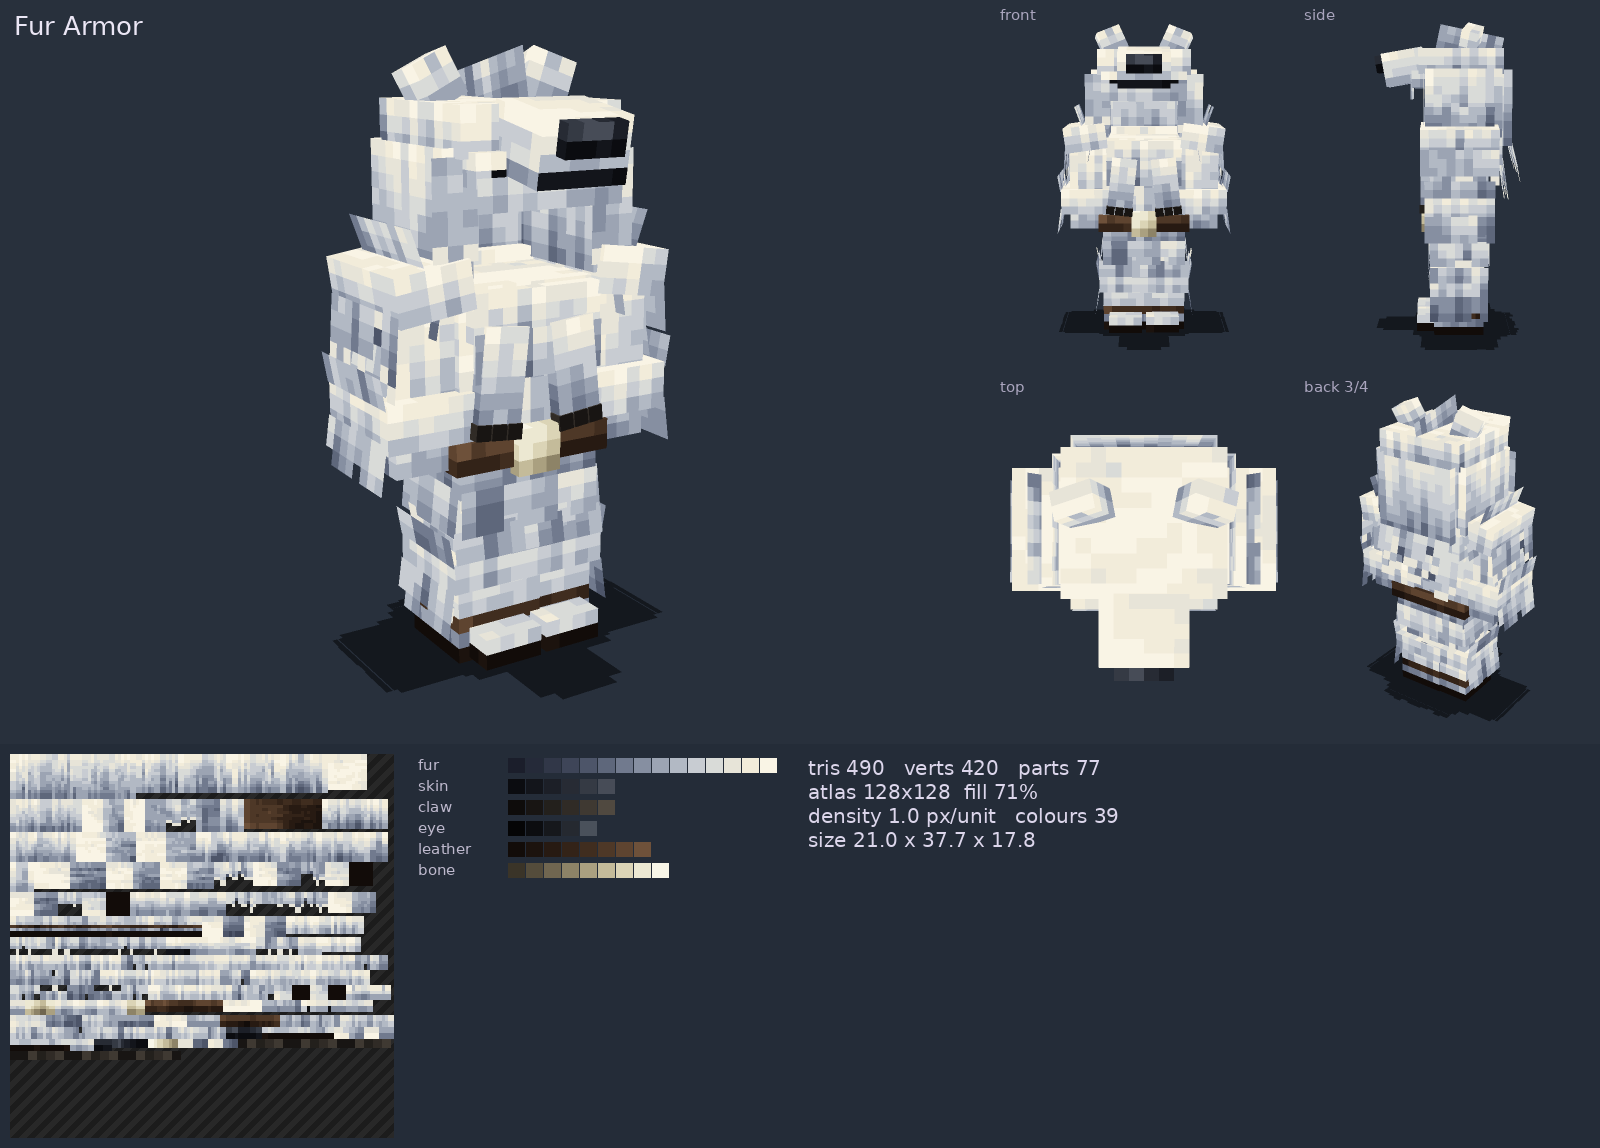 Fur Armor
front
side
top
back 3/4
fur
skin
claw
eye
leather
bone
tris 490 verts 420 parts 77
atlas 128x128 fill 71%
density 1.0 px/unit colours 39
size 21.0 x 37.7 x 17.8